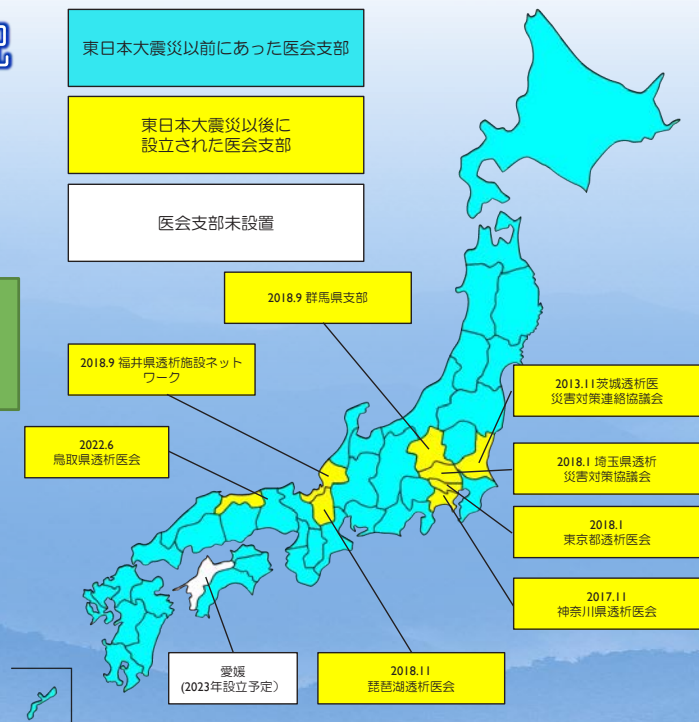 況
東日本大震災以前にあった医会支部
東日本大震災以後に
設立された医会支部
医会支部未設置
2018.9 群馬県支部
2018.9 福井県透析施設ネット
ワーク
2013.11茨城透析医
災害対策連絡協議会
2022.6
鳥取県透析医会
2018.1 埼玉県透析
災害対策協議会
2018.1
東京都透析医会
2017.11
神奈川県透析医会
愛媛
(2023年設立予定）
2018.11
琵琶湖透析医会